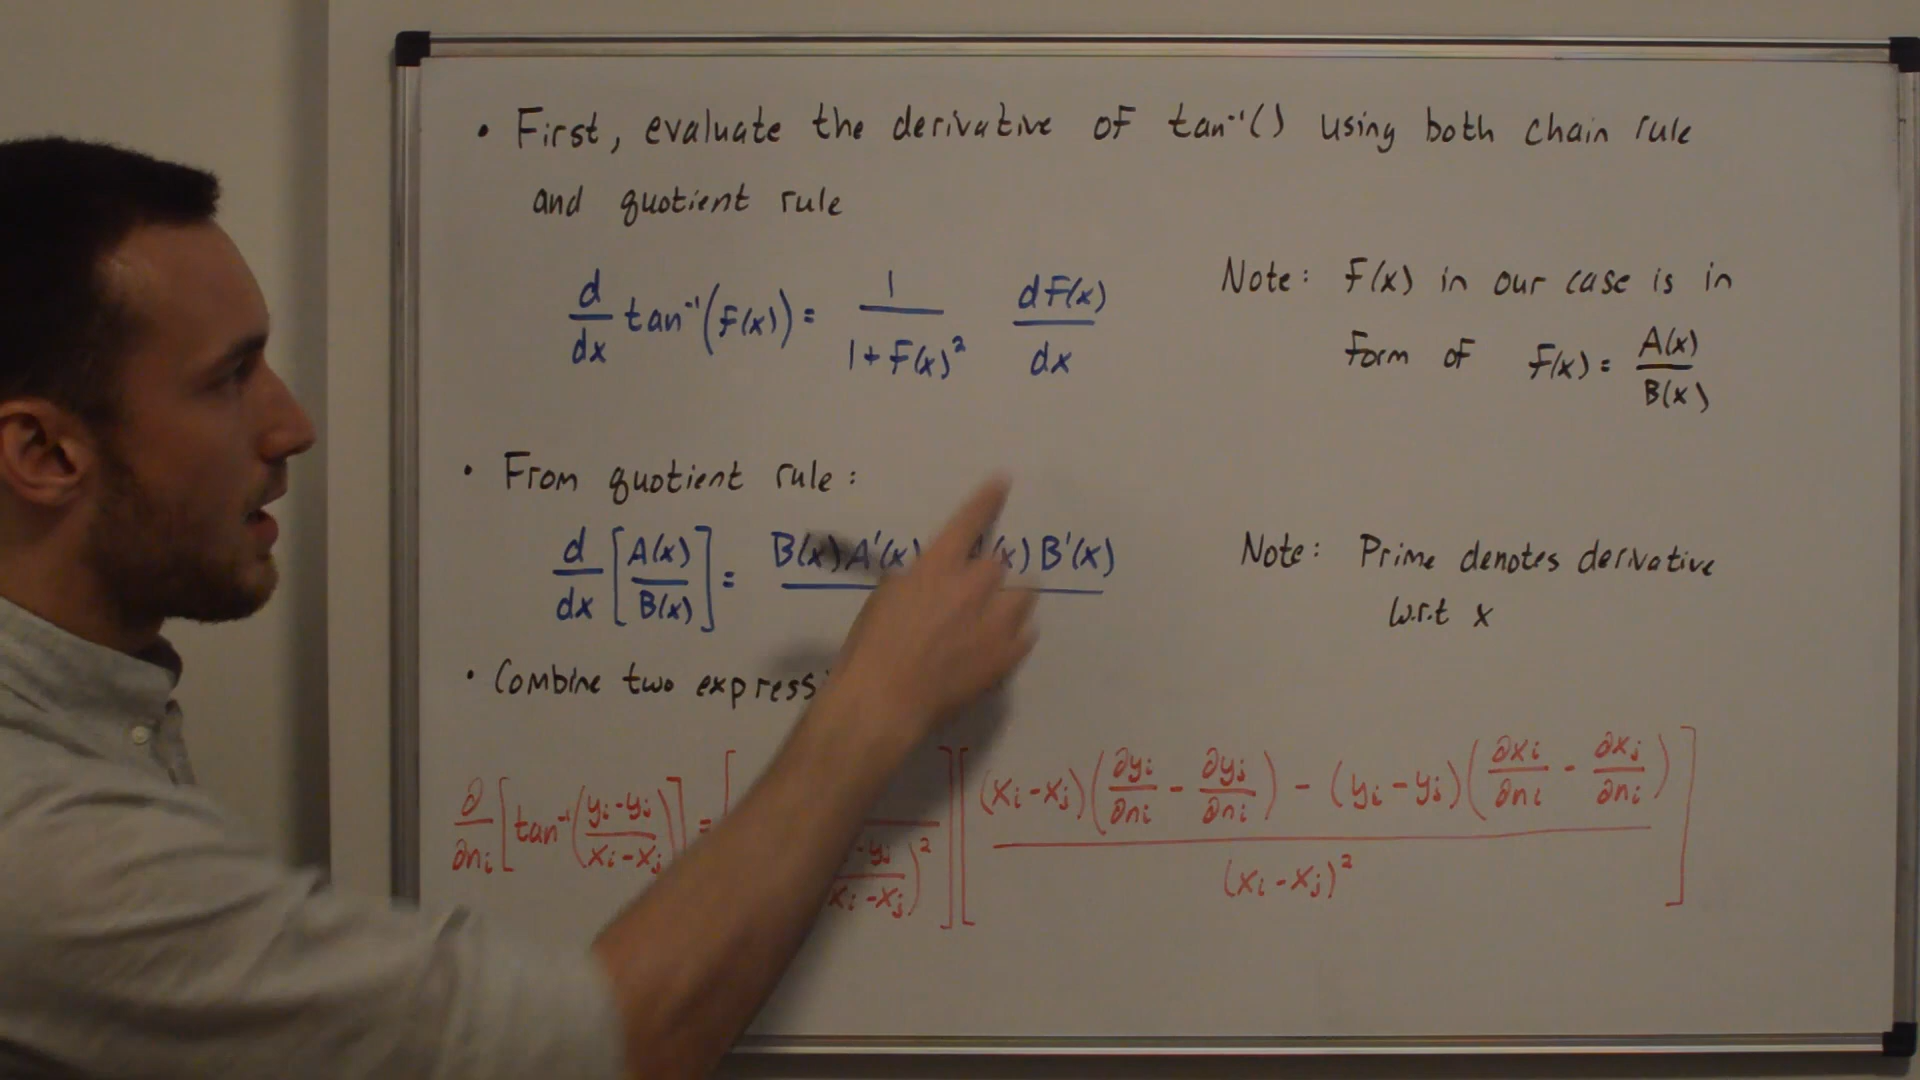 • First, evaluate the derivative of tan⁻¹() using both chain rule
and quotient rule
d/dx tan⁻¹(f(x)) = 1/(1+f(x)²) df(x)/dx
Note: f(x) in our case is in
form of f(x) = A(x)/B(x)
• From quotient rule:
d/dx [A(x)/B(x)] = B(x)A'(x) (x)B'(x)
Note: Prime denotes derivative
w.r.t x
• Combine two
∂/∂nᵢ [tan⁻¹((yᵢ-yⱼ)/(xᵢ-xⱼ))] = [ -yⱼ/xᵢ-xⱼ)²] [((xᵢ-xⱼ)(∂yᵢ/∂nᵢ - ∂yⱼ/∂nᵢ) - (yᵢ-yⱼ)(∂xᵢ/∂nᵢ - ∂xⱼ/∂nᵢ))/(xᵢ-xⱼ)²]